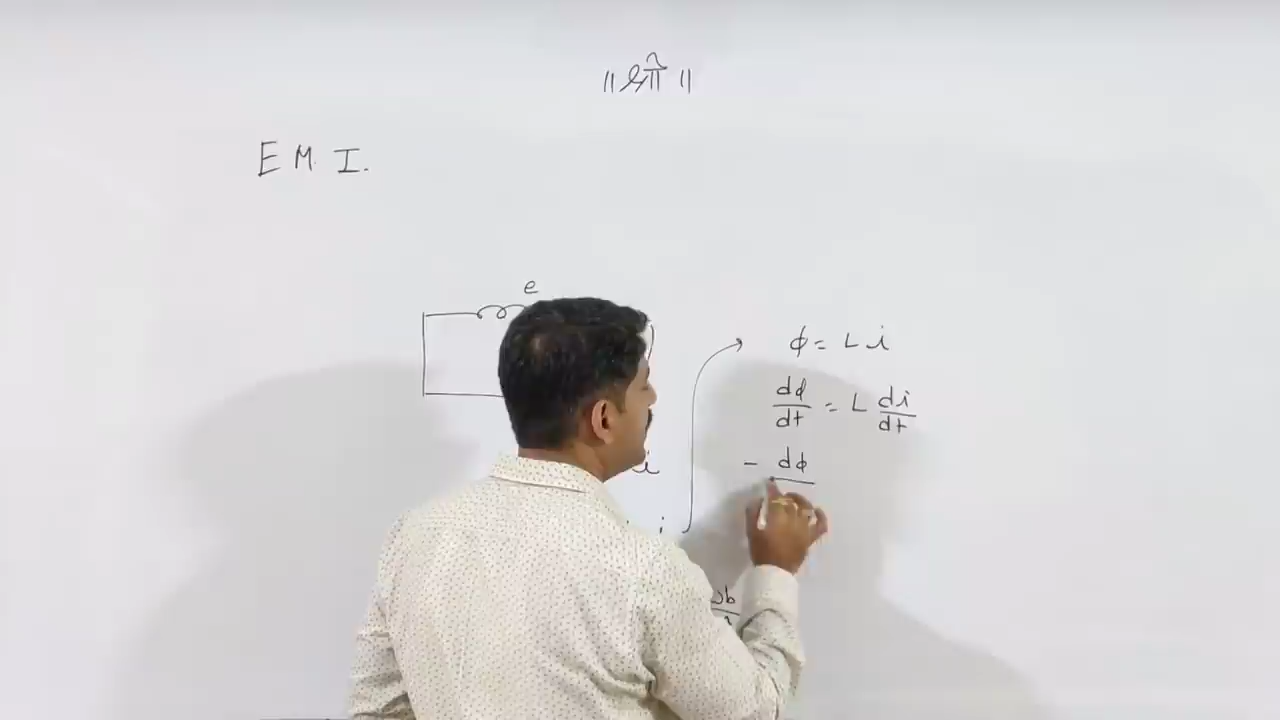 ॥ श्री ॥
E M. I.
e
i
i
ϕ = L i
dϕ/dt = L di/dt
- dϕ